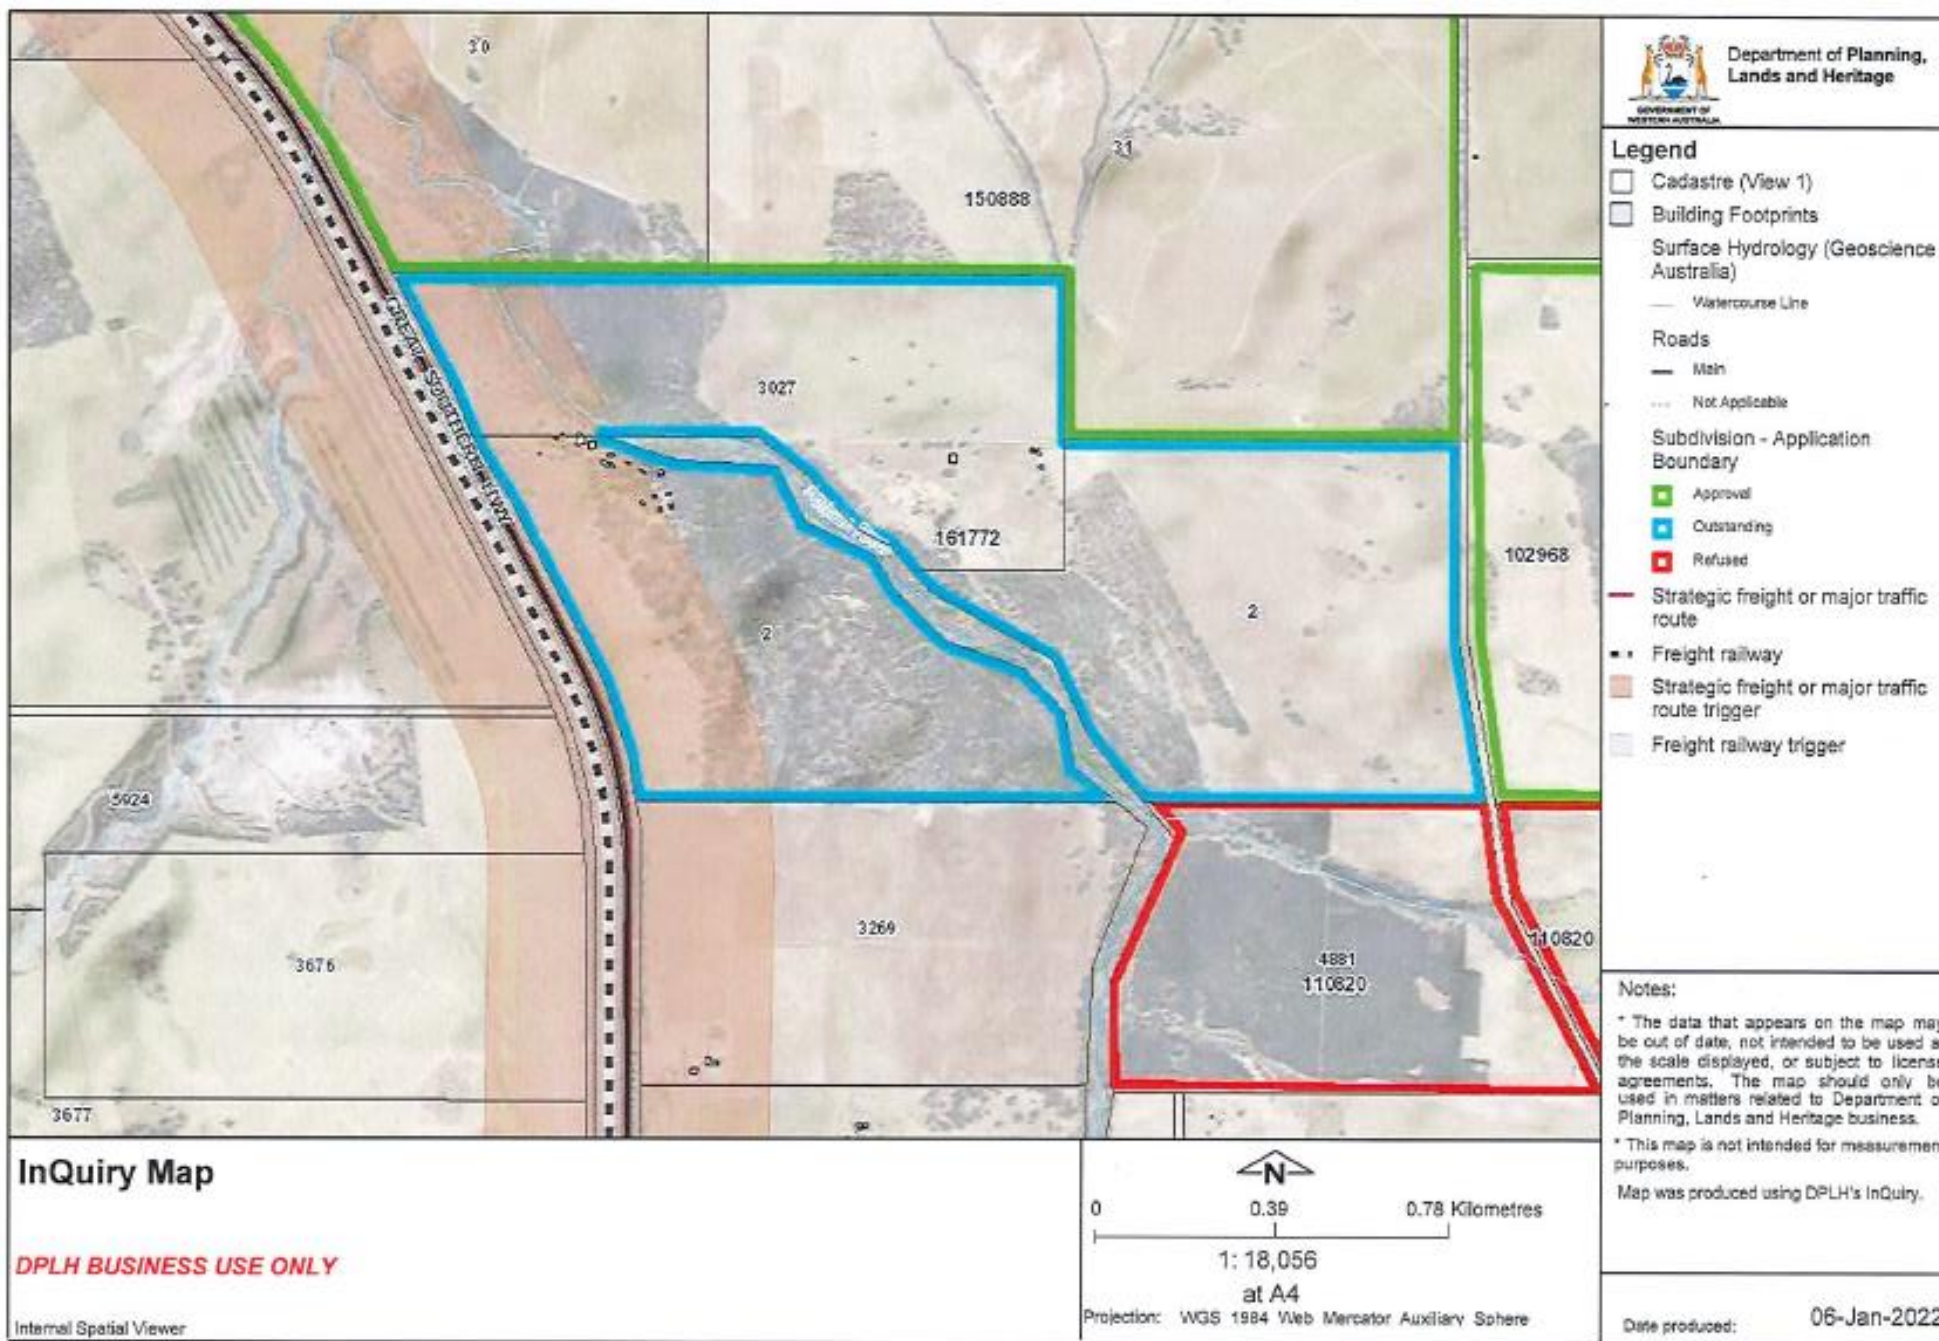 Department of Planning,
Lands and Heritage
GOVERNMENT OF
WESTERN AUSTRALIA
Legend
Cadastre (View 1)
Building Footprints
Surface Hydrology (Geoscience
Australia)
Watercourse Line
Roads
Main
Not Applicable
Subdivision - Application
Boundary
Approval
Outstanding
Refused
Strategic freight or major traffic
route
Freight railway
Strategic freight or major traffic
route trigger
Freight railway trigger
30
31
150888
GREAT SOUTHERN HWY
3027
161772
102968
2
2
5924
3269
3676
4881
110820
110820
3677
Notes:
* The data that appears on the map may
be out of date, not intended to be used a
the scale displayed, or subject to license
agreements. The map should only be
used in matters related to Department o
Planning, Lands and Heritage business.
* This map is not intended for measuremen
purposes.
Map was produced using DPLH's InQuiry.
InQuiry Map
DPLH BUSINESS USE ONLY
Internal Spatial Viewer
N
0 0.39 0.78 Kilometres
1: 18,056
at A4
Projection: WGS 1984 Web Mercator Auxiliary Sphere
Date produced: 06-Jan-2022